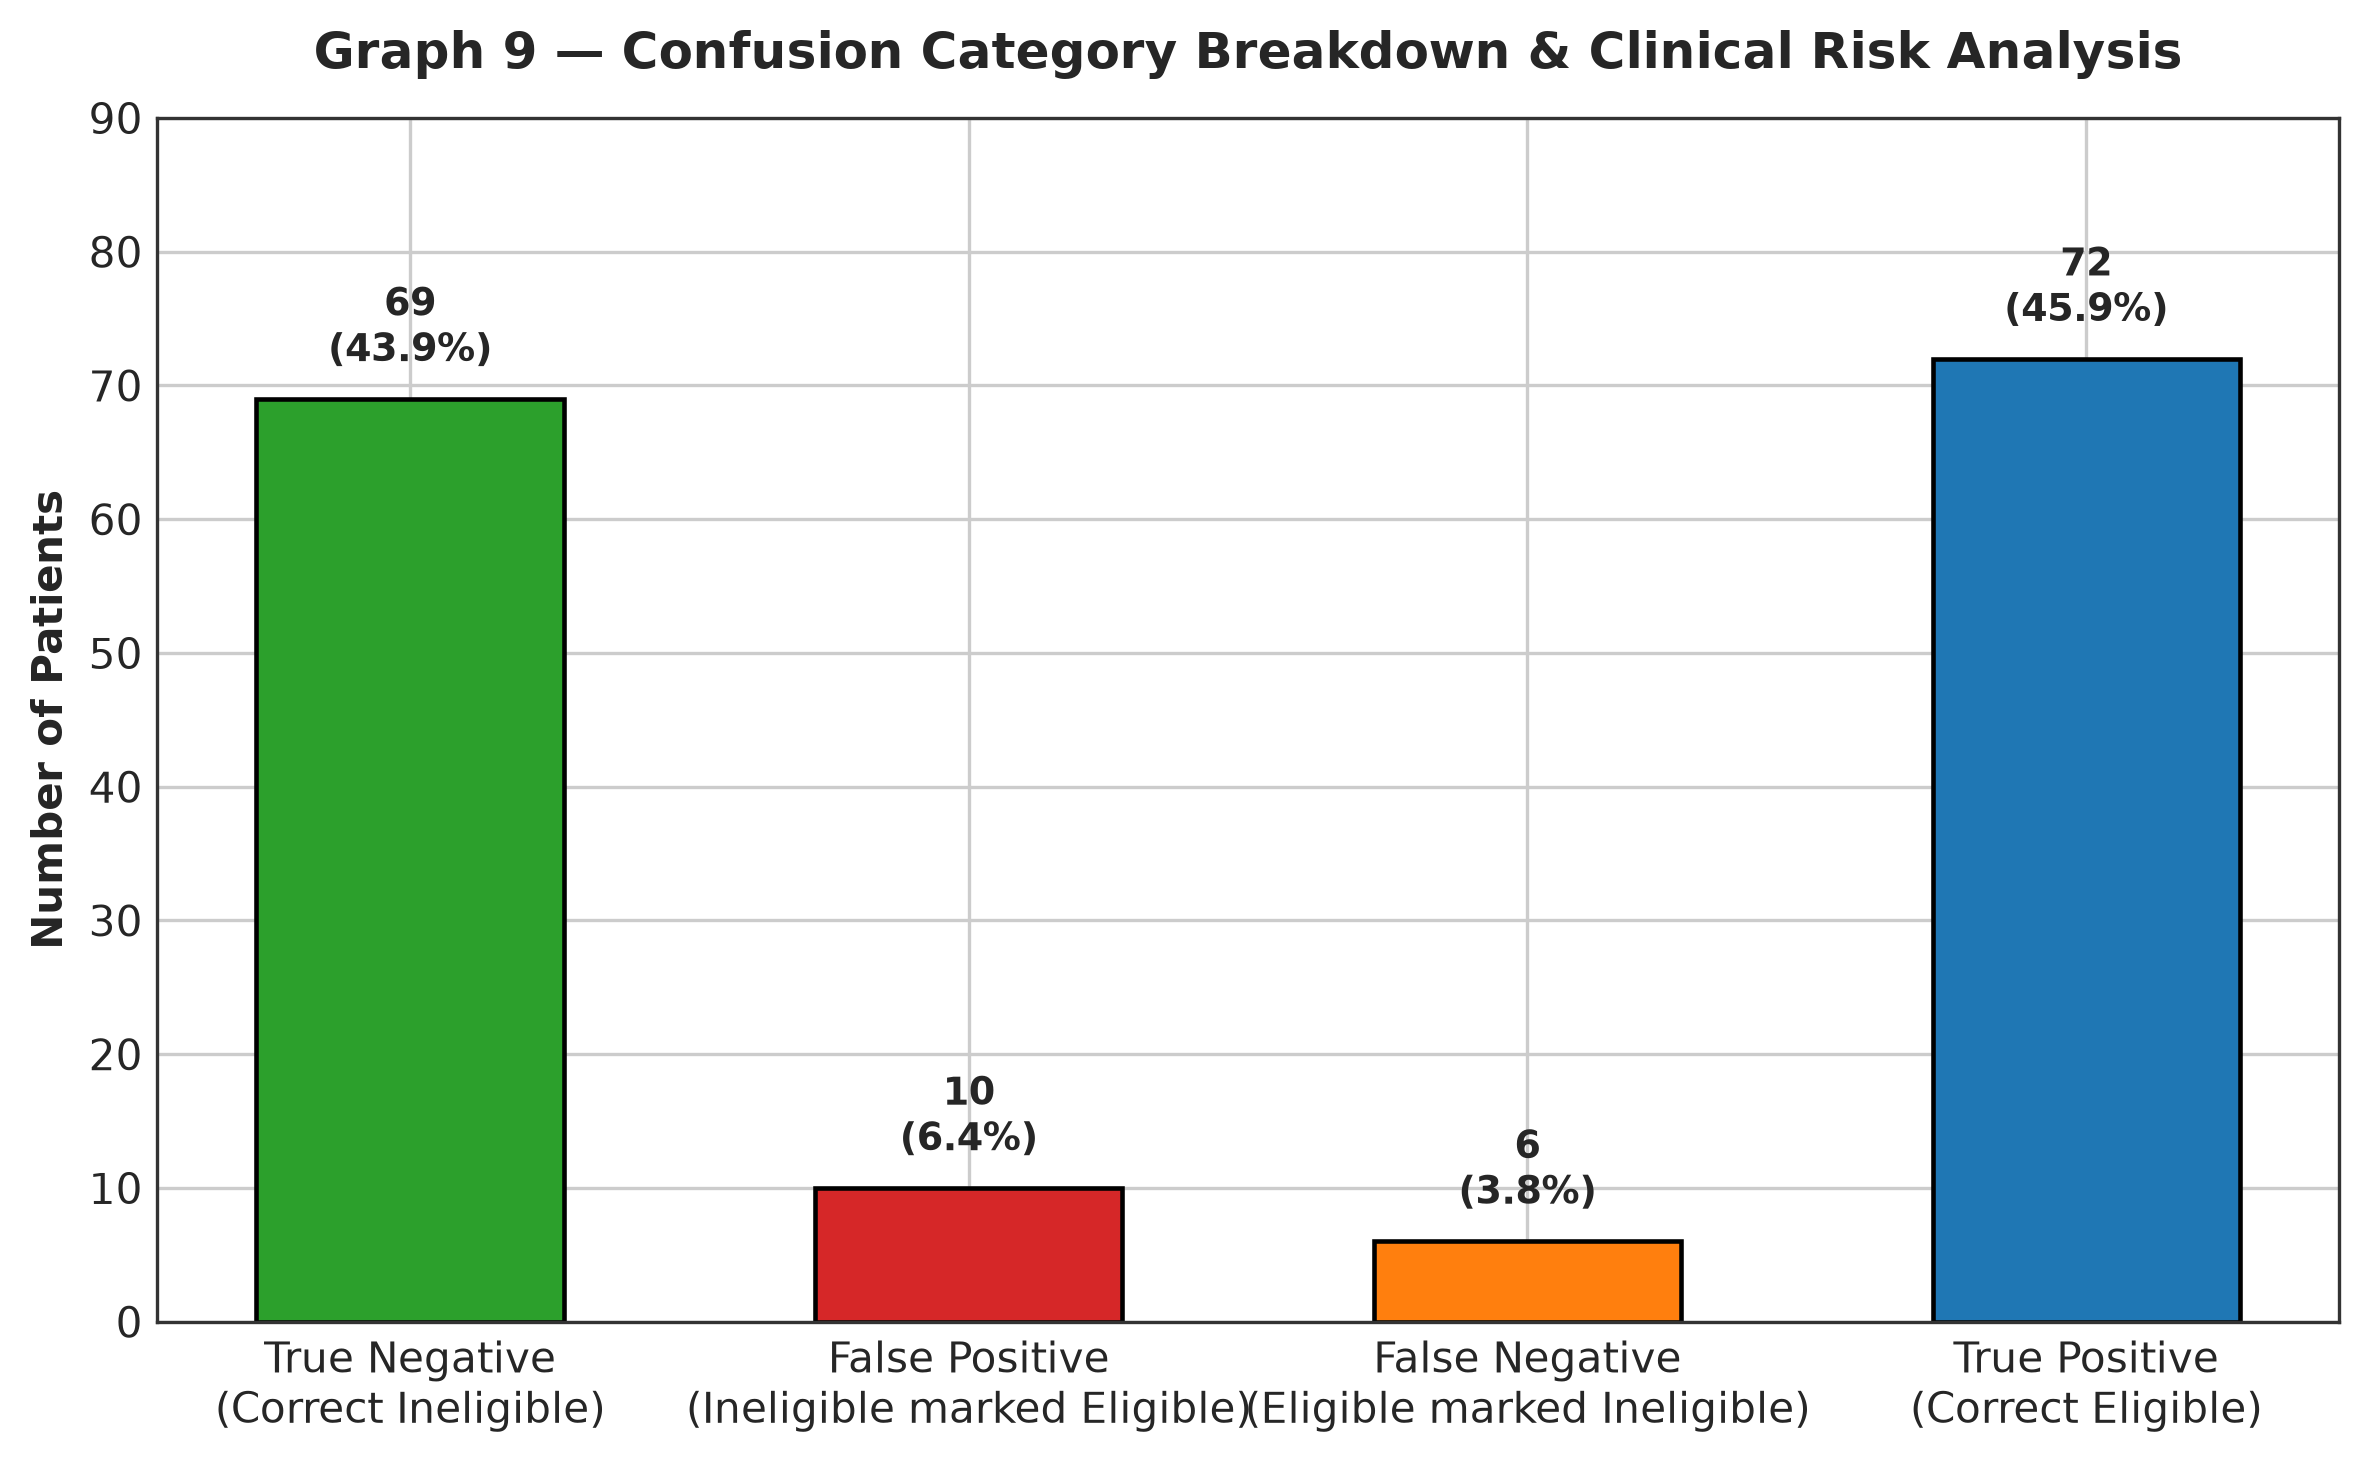 Graph 9 — Confusion Category Breakdown & Clinical Risk Analysis
Number of Patients
90
80
70
60
50
40
30
20
10
0
69
(43.9%)
10
(6.4%)
6
(3.8%)
72
(45.9%)
True Negative
(Correct Ineligible)
False Positive
(Ineligible marked Eligible)
False Negative
(Eligible marked Ineligible)
True Positive
(Correct Eligible)